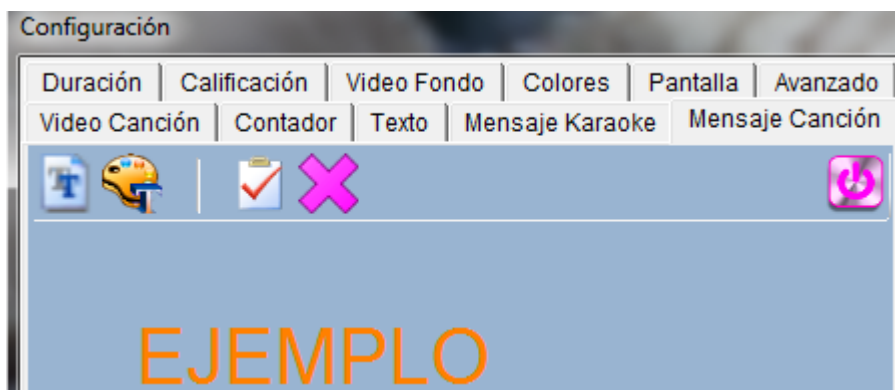 Configuración
Duración Calificación Video Fondo Colores Pantalla Avanzado
Video Canción Contador Texto Mensaje Karaoke Mensaje Canción
EJEMPLO